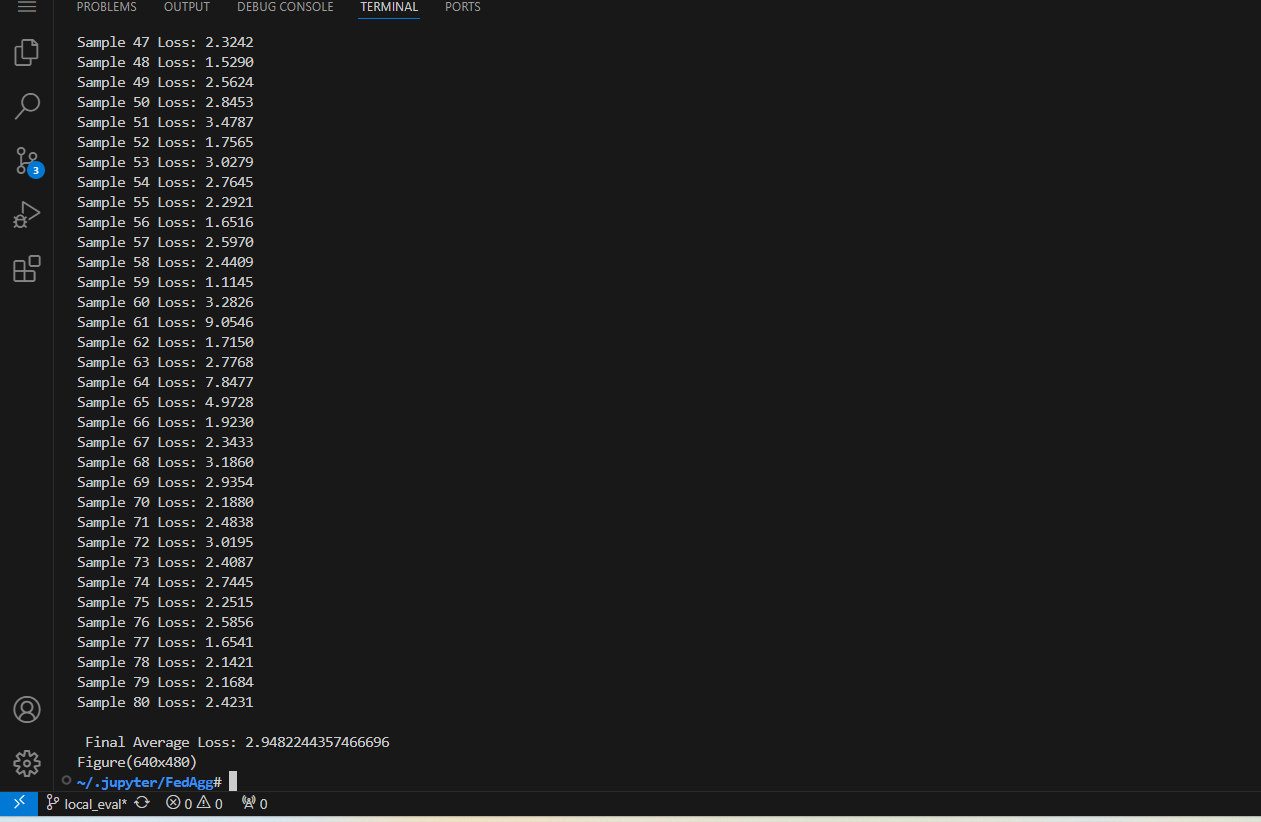 PROBLEMS OUTPUT DEBUG CONSOLE TERMINAL PORTS
Sample 47 Loss: 2.3242
Sample 48 Loss: 1.5290
Sample 49 Loss: 2.5624
Sample 50 Loss: 2.8453
Sample 51 Loss: 3.4787
Sample 52 Loss: 1.7565
Sample 53 Loss: 3.0279
Sample 54 Loss: 2.7645
Sample 55 Loss: 2.2921
Sample 56 Loss: 1.6516
Sample 57 Loss: 2.5970
Sample 58 Loss: 2.4409
Sample 59 Loss: 1.1145
Sample 60 Loss: 3.2826
Sample 61 Loss: 9.0546
Sample 62 Loss: 1.7150
Sample 63 Loss: 2.7768
Sample 64 Loss: 7.8477
Sample 65 Loss: 4.9728
Sample 66 Loss: 1.9230
Sample 67 Loss: 2.3433
Sample 68 Loss: 3.1860
Sample 69 Loss: 2.9354
Sample 70 Loss: 2.1880
Sample 71 Loss: 2.4838
Sample 72 Loss: 3.0195
Sample 73 Loss: 2.4087
Sample 74 Loss: 2.7445
Sample 75 Loss: 2.2515
Sample 76 Loss: 2.5856
Sample 77 Loss: 1.6541
Sample 78 Loss: 2.1421
Sample 79 Loss: 2.1684
Sample 80 Loss: 2.4231
Final Average Loss: 2.9482244357466696
Figure(640x480)
~/.jupyter/FedAgg#
3
local_eval* 0 0 0